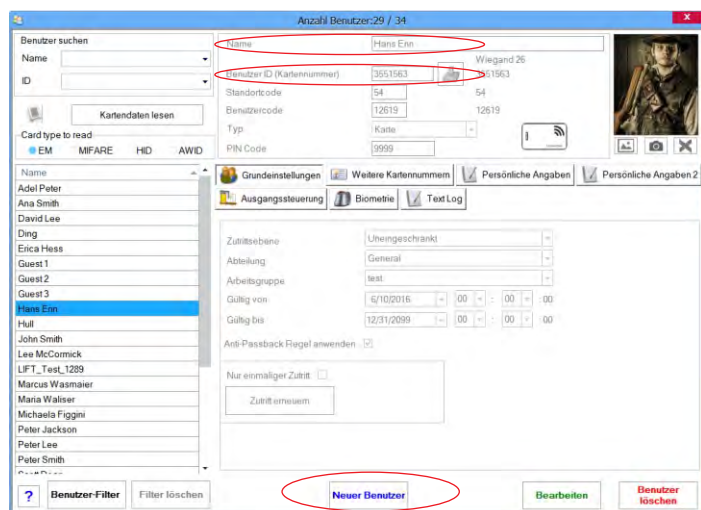 Anzahl Benutzer:29 / 34
x
Benutzer suchen
Name
ID
Kartendaten lesen
Card type to read
EM MIFARE HID AWID
Name Hans Enn
Wiegand 26
Benutzer ID (Kartennummer) 3551563 3551563
Standortcode 54 54
Benutzercode 12619 12619
Typ Karte
PIN Code 9999
Name
Adel Peter
Ana Smith
David Lee
Ding
Erica Hess
Guest 1
Guest 2
Guest 3
Hans Enn
Hull
John Smith
Lee McCormick
LIFT_Test_1289
Marcus Wasmaier
Maria Waliser
Michaela Figgini
Peter Jackson
Peter Lee
Peter Smith
Grundeinstellungen Weitere Kartennummern Persönliche Angaben Persönliche Angaben 2
Ausgangssteuerung Biometrie Text Log
Zutrittsebene Uneingeschränkt
Abteilung General
Arbeitsgruppe test
Gültig von 6/10/2016 00 : 00 : 00
Gültig bis 12/31/2099 00 : 00 : 00
Anti-Passback Regel anwenden
Nur einmaliger Zutritt
Zutritt erneuern
? Benutzer-Filter Filter löschen Neuer Benutzer Bearbeiten Benutzer löschen